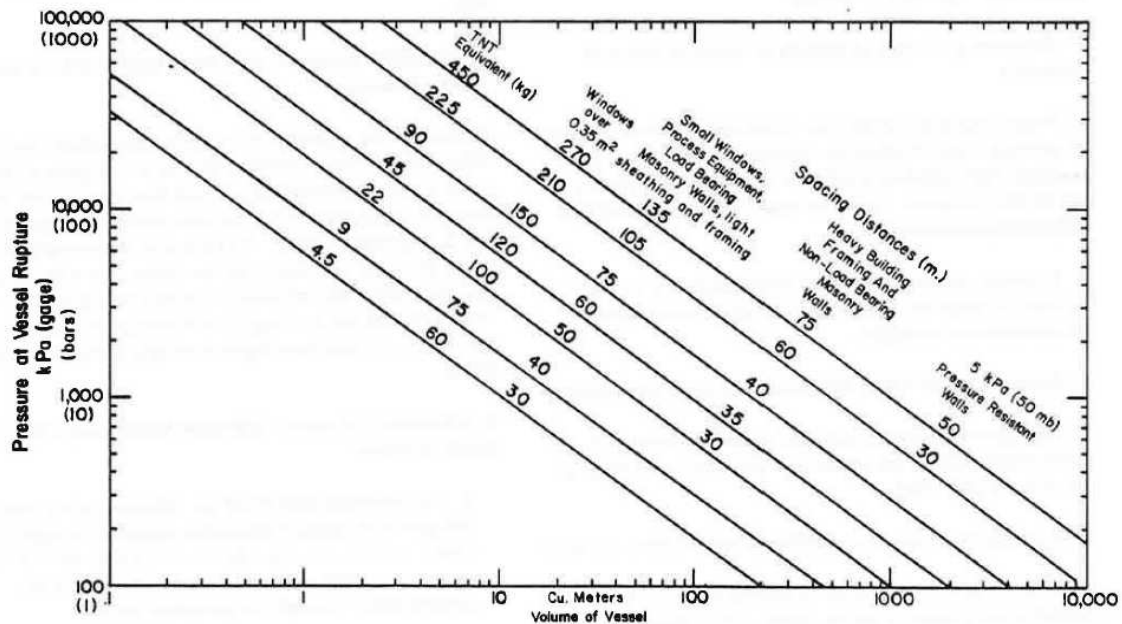 100,000
(1000)
10,000
(100)
1,000
(10)
100
(1)
Pressure at Vessel Rupture
kPa (gage)
(bars)
TNT
Equivalent (kg)
450
225
90
45
22
9
4.5
Windows
over
0.35 m² sheathing and framing
Small Windows,
Process Equipment,
Load Bearing
Masonry Walls, light
270
210
150
120
100
75
60
135
105
75
60
50
40
30
Spacing Distances (m.)
Heavy Building
Framing And
Non-Load Bearing
Masonry
Walls
75
60
40
35
30
5 kPa (50 mb)
Pressure Resistant
Walls
50
30
.1
1
10
100
1000
10,000
Cu. Meters
Volume of Vessel